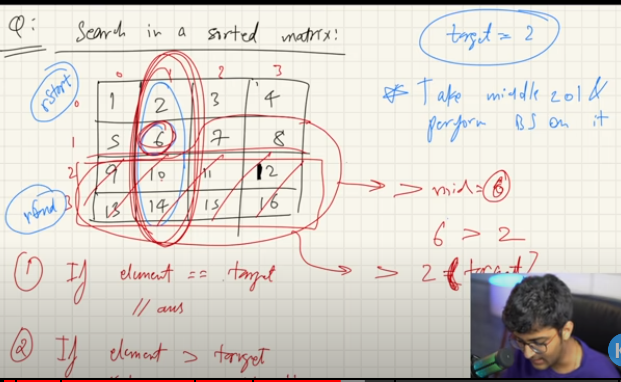 Q: Search in a sorted matrix:
target = 2
rstart
0 1 2 3
0 1 2 3 4
1 5 6 7 8
2 9 10 11 12
3 13 14 15 16
rEnd
* Take middle col &
perform BS on it
> mid = 6
6 > 2
> 2 (target)
① If element == target
// ans
② If element > target